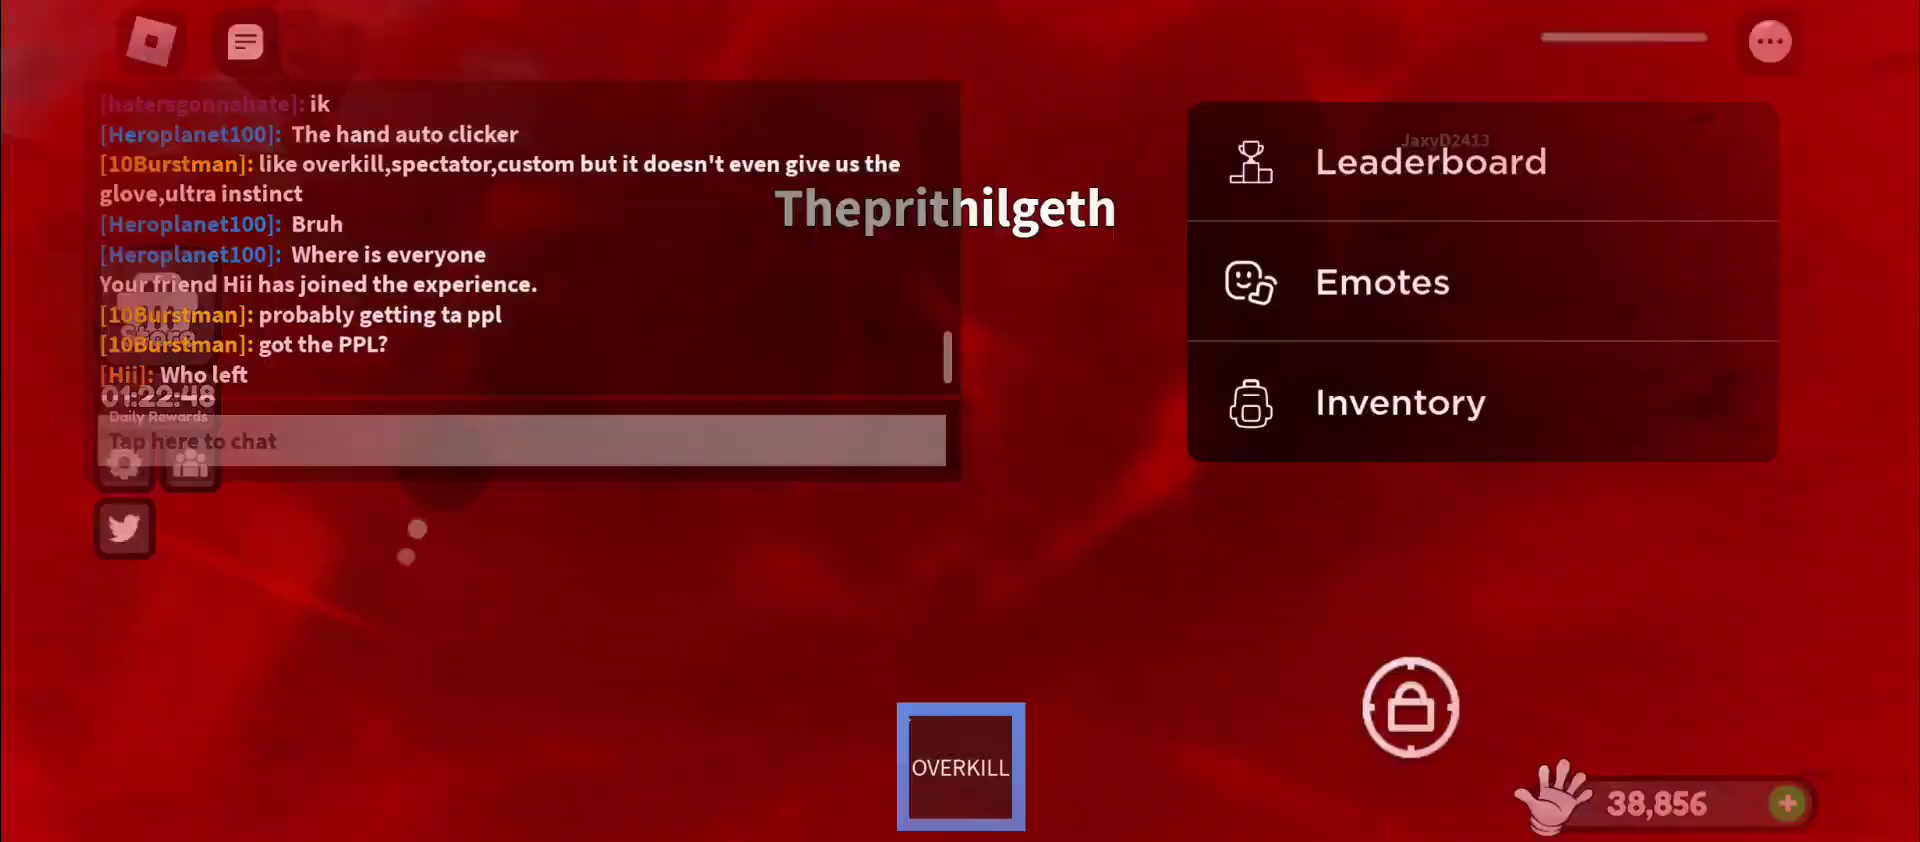 [hatersgonnahate]: ik
[Heroplanet100]: The hand auto clicker
[10Burstman]: like overkill,spectator,custom but it doesn't even give us the
glove,ultra instinct
[Heroplanet100]: Bruh
[Heroplanet100]: Where is everyone
Your friend Hii has joined the experience.
[10Burstman]: probably getting ta ppl
Store
[10Burstman]: got the PPL?
[Hii]: Who left
01:22:48
Daily Rewards
Tap here to chat
Theprithilgeth
JaxyD2413
Leaderboard
Emotes
Inventory
OVERKILL
38,856